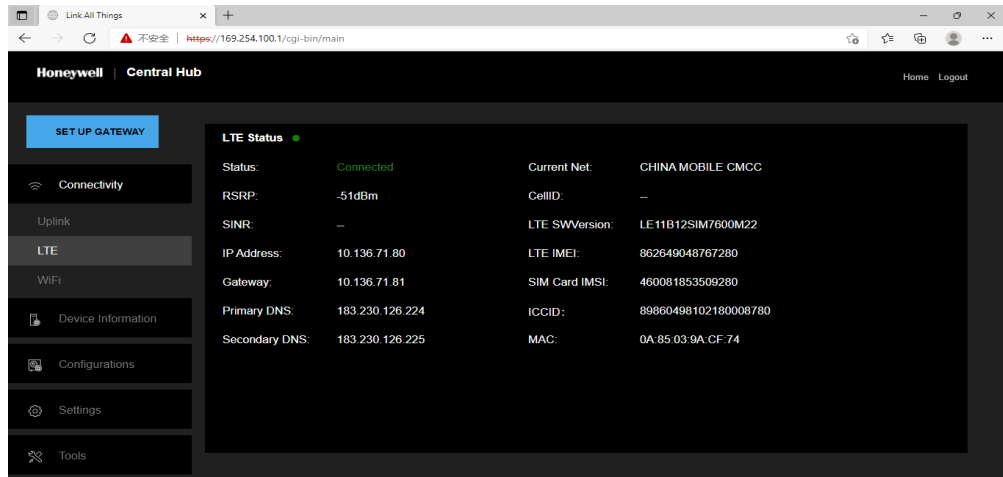 Link All Things
不安全 | https://169.254.100.1/cgi-bin/main
Honeywell | Central Hub
Home Logout
SET UP GATEWAY
Connectivity
Uplink
LTE
WiFi
Device Information
Configurations
Settings
Tools
LTE Status
Status: Connected Current Net: CHINA MOBILE CMCC
RSRP: -51dBm CellID: --
SINR: -- LTE SWVersion: LE11B12SIM7600M22
IP Address: 10.136.71.80 LTE IMEI: 862649048767280
Gateway: 10.136.71.81 SIM Card IMSI: 460081853509280
Primary DNS: 183.230.126.224 ICCID： 89860498102180008780
Secondary DNS: 183.230.126.225 MAC: 0A:85:03:9A:CF:74